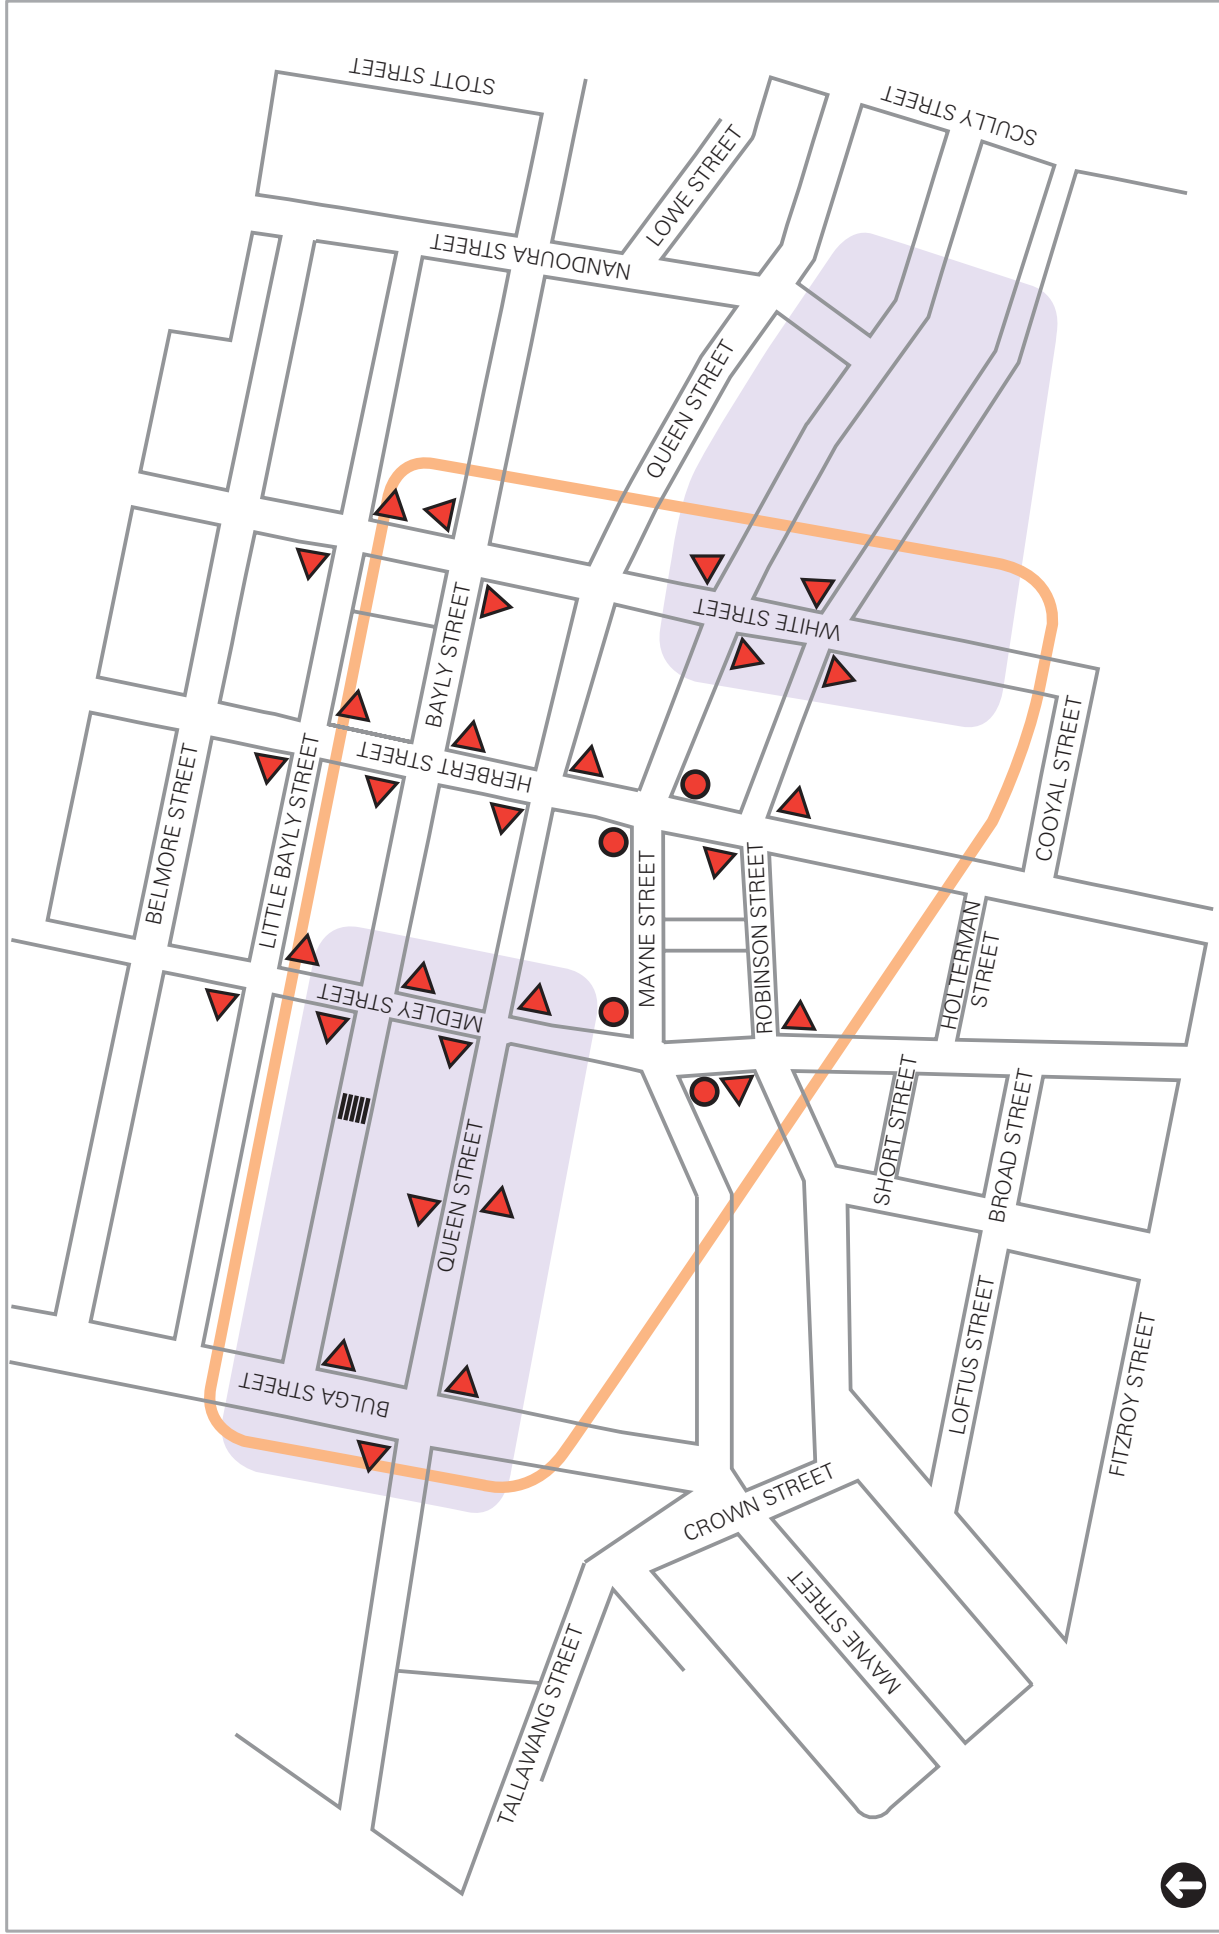 STOTT STREET
SCULLY STREET
LOWE STREET
NANDOURA STREET
QUEEN STREET
WHITE STREET
BAYLY STREET
HERBERT STREET
COOYAL STREET
BELMORE STREET
LITTLE BAYLY STREET
MAYNE STREET
ROBINSON STREET
HOLTERMAN
STREET
MEDLEY STREET
SHORT STREET
BROAD STREET
QUEEN STREET
BULGA STREET
LOFTUS STREET
FITZROY STREET
CROWN STREET
MAYNE STREET
TALLAWANG STREET